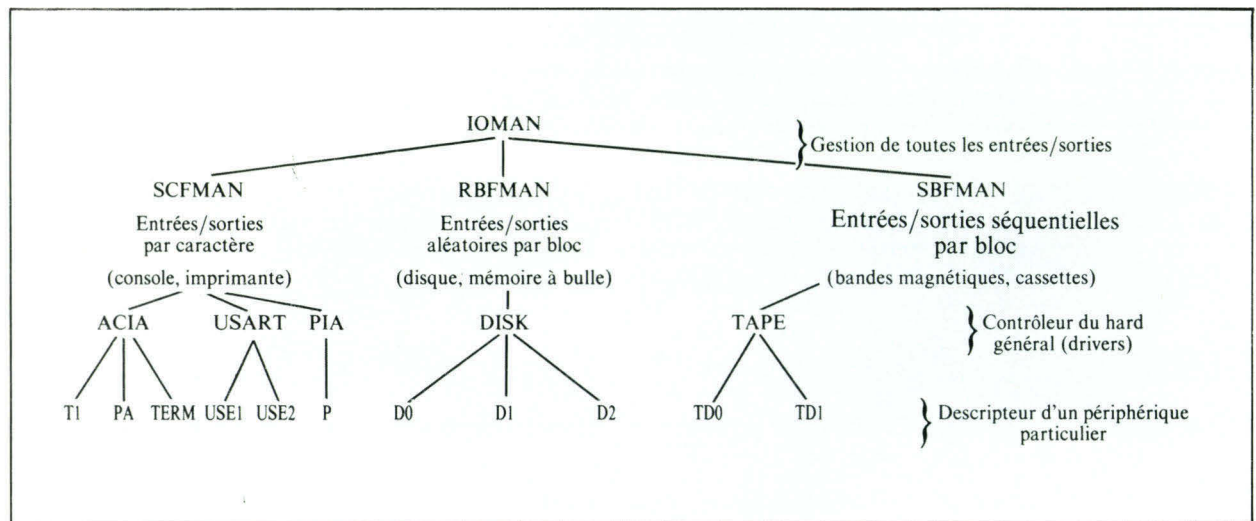 IOMAN
Gestion de toutes les entrées/sorties
SCFMAN
Entrées/sorties
par caractère
(console, imprimante)
RBFMAN
Entrées/sorties
aléatoires par bloc
(disque, mémoire à bulle)
SBFMAN
Entrées/sorties séquentielles
par bloc
(bandes magnétiques, cassettes)
ACIA USART PIA DISK TAPE
Contrôleur du hard
général (drivers)
T1 PA TERM USE1 USE2 P D0 D1 D2 TD0 TD1
Descripteur d'un périphérique
particulier